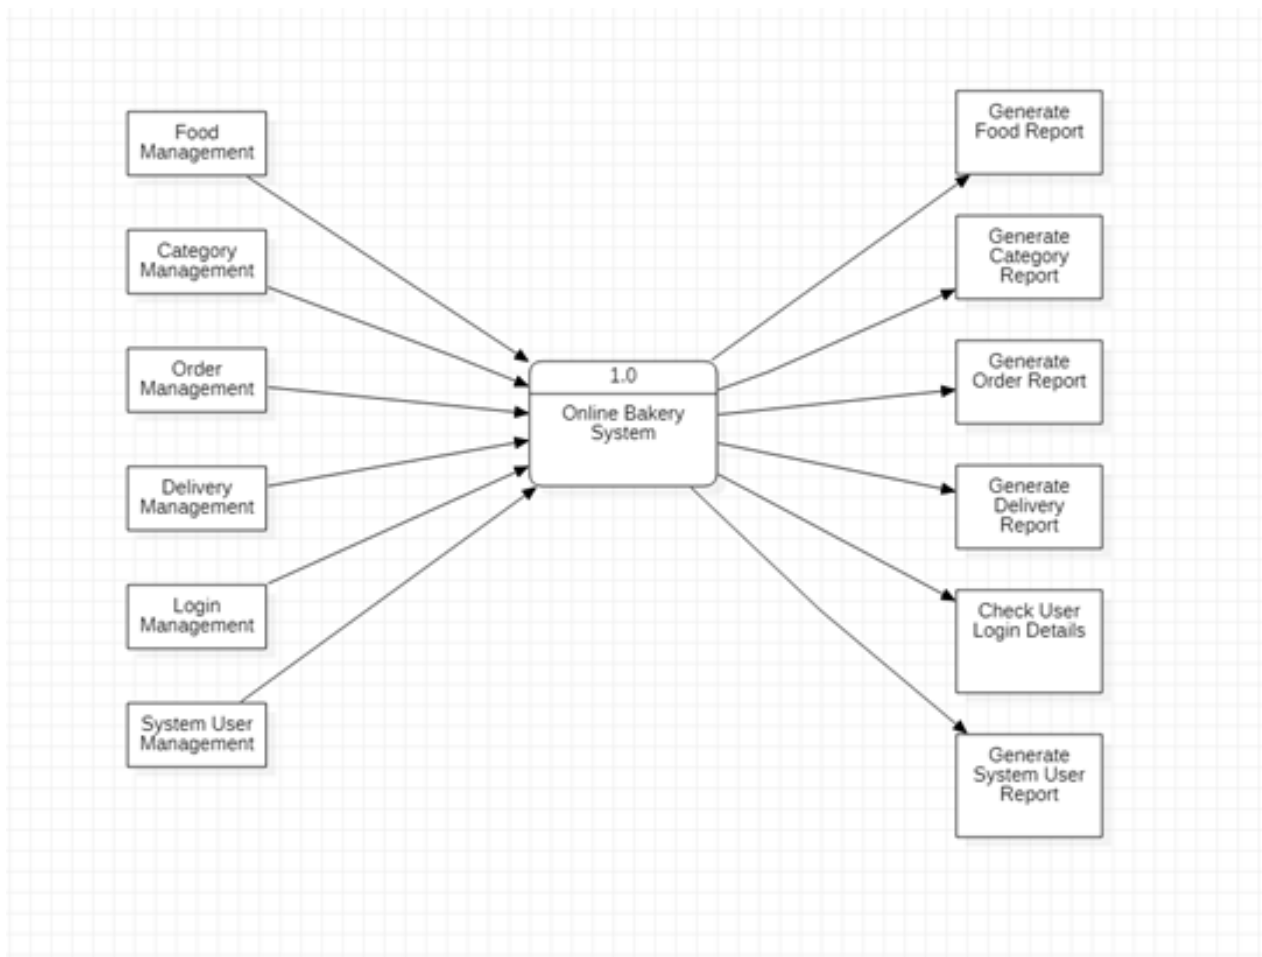 Food
Management
Category
Management
Order
Management
Delivery
Management
Login
Management
System User
Management
1.0
Online Bakery
System
Generate
Food Report
Generate
Category
Report
Generate
Order Report
Generate
Delivery
Report
Check User
Login Details
Generate
System User
Report